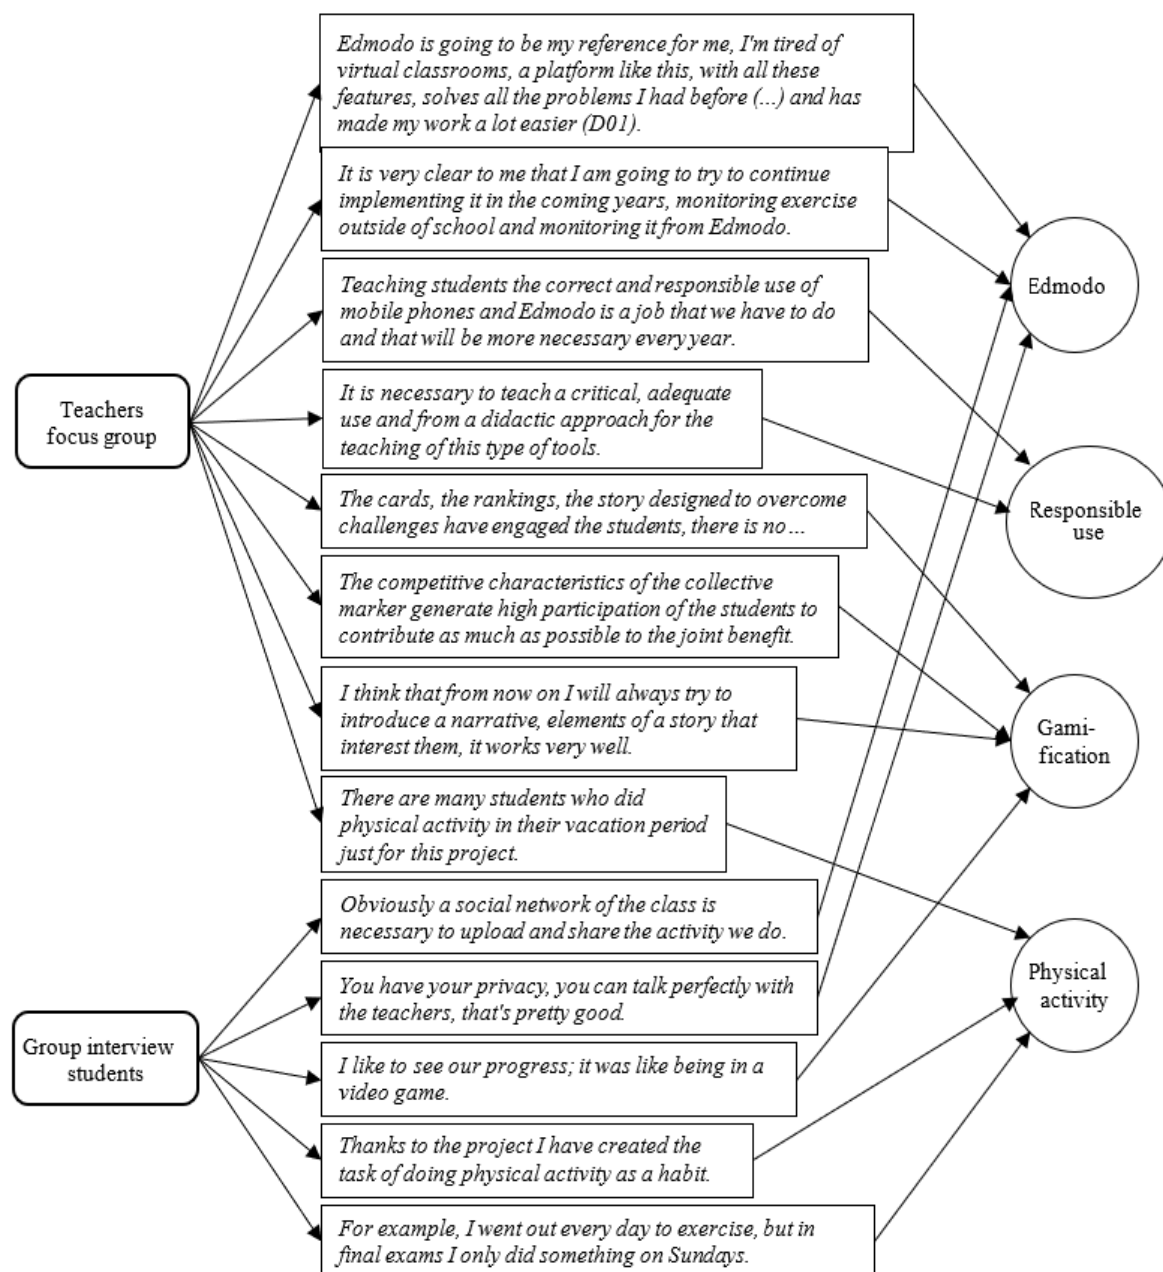 Edmodo is going to be my reference for me, I'm tired of
virtual classrooms, a platform like this, with all these
features, solves all the problems I had before (...) and has
made my work a lot easier (D01).
It is very clear to me that I am going to try to continue
implementing it in the coming years, monitoring exercise
outside of school and monitoring it from Edmodo.
Teaching students the correct and responsible use of
mobile phones and Edmodo is a job that we have to do
and that will be more necessary every year.
It is necessary to teach a critical, adequate
use and from a didactic approach for the
teaching of this type of tools.
The cards, the rankings, the story designed to overcome
challenges have engaged the students, there is no ...
The competitive characteristics of the collective
marker generate high participation of the students to
contribute as much as possible to the joint benefit.
I think that from now on I will always try to
introduce a narrative, elements of a story that
interest them, it works very well.
There are many students who did
physical activity in their vacation period
just for this project.
Obviously a social network of the class is
necessary to upload and share the activity we do.
You have your privacy, you can talk perfectly with
the teachers, that's pretty good.
I like to see our progress; it was like being in a
video game.
Thanks to the project I have created the
task of doing physical activity as a habit.
For example, I went out every day to exercise, but in
final exams I only did something on Sundays.
Teachers
focus group
Group interview
students
Edmodo
Responsible
use
Gami-
fication
Physical
activity